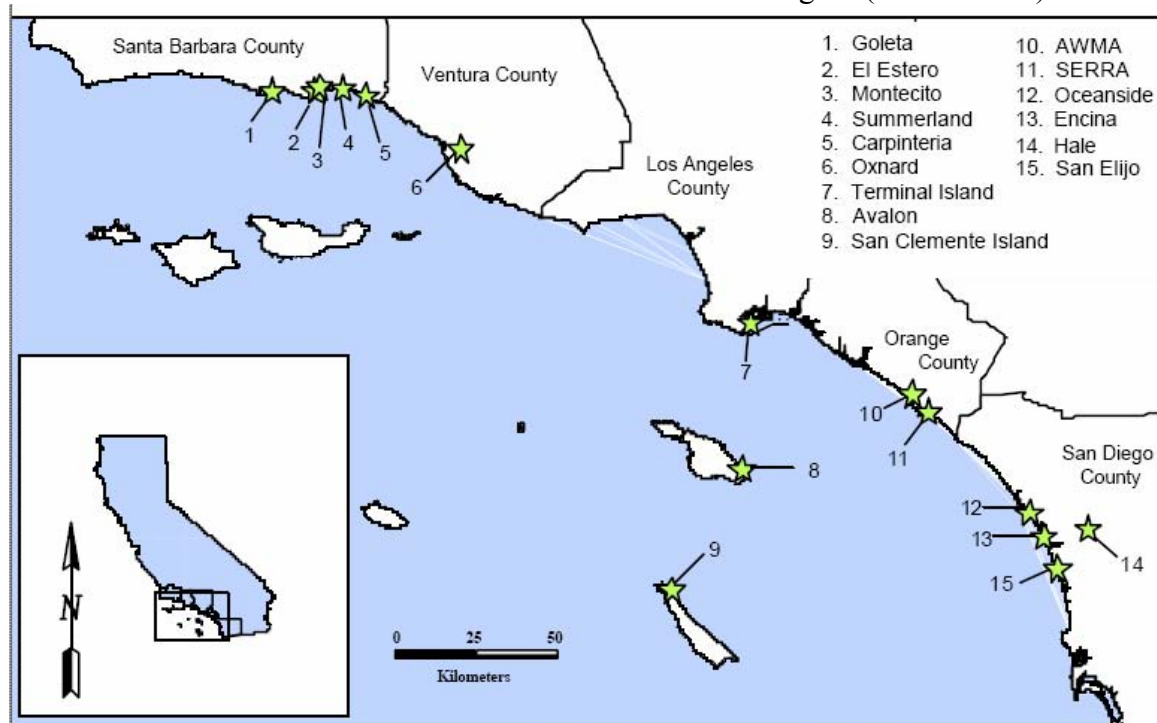 Santa Barbara County
Ventura County
Los Angeles
County
Orange
County
San Diego
County
1. Goleta
2. El Estero
3. Montecito
4. Summerland
5. Carpinteria
6. Oxnard
7. Terminal Island
8. Avalon
9. San Clemente Island
10. AWMA
11. SERRA
12. Oceanside
13. Encina
14. Hale
15. San Elijo
1
2
3
4
5
6
7
8
9
10
11
12
13
14
15
N
0 25 50
Kilometers